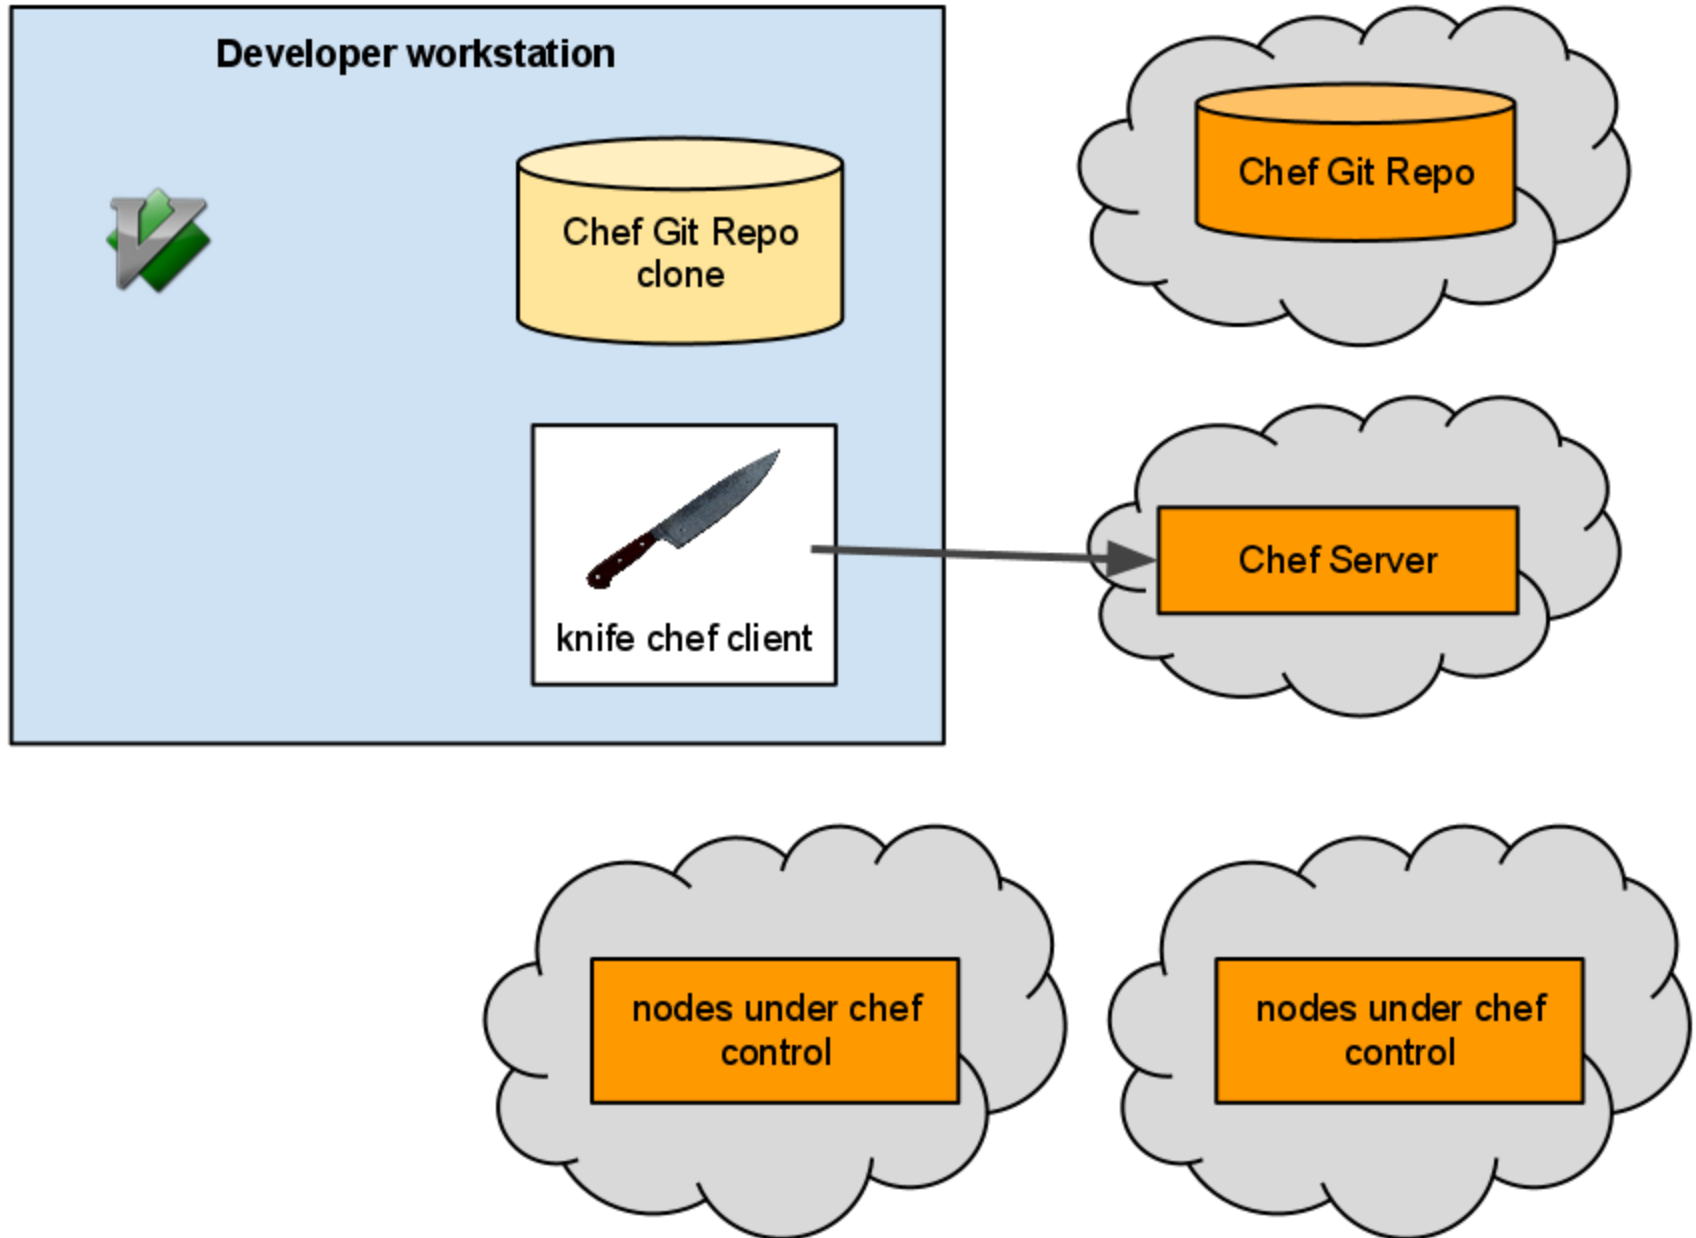 Developer workstation
Chef Git Repo
clone
knife chef client
Chef Git Repo
Chef Server
nodes under chef
control
nodes under chef
control